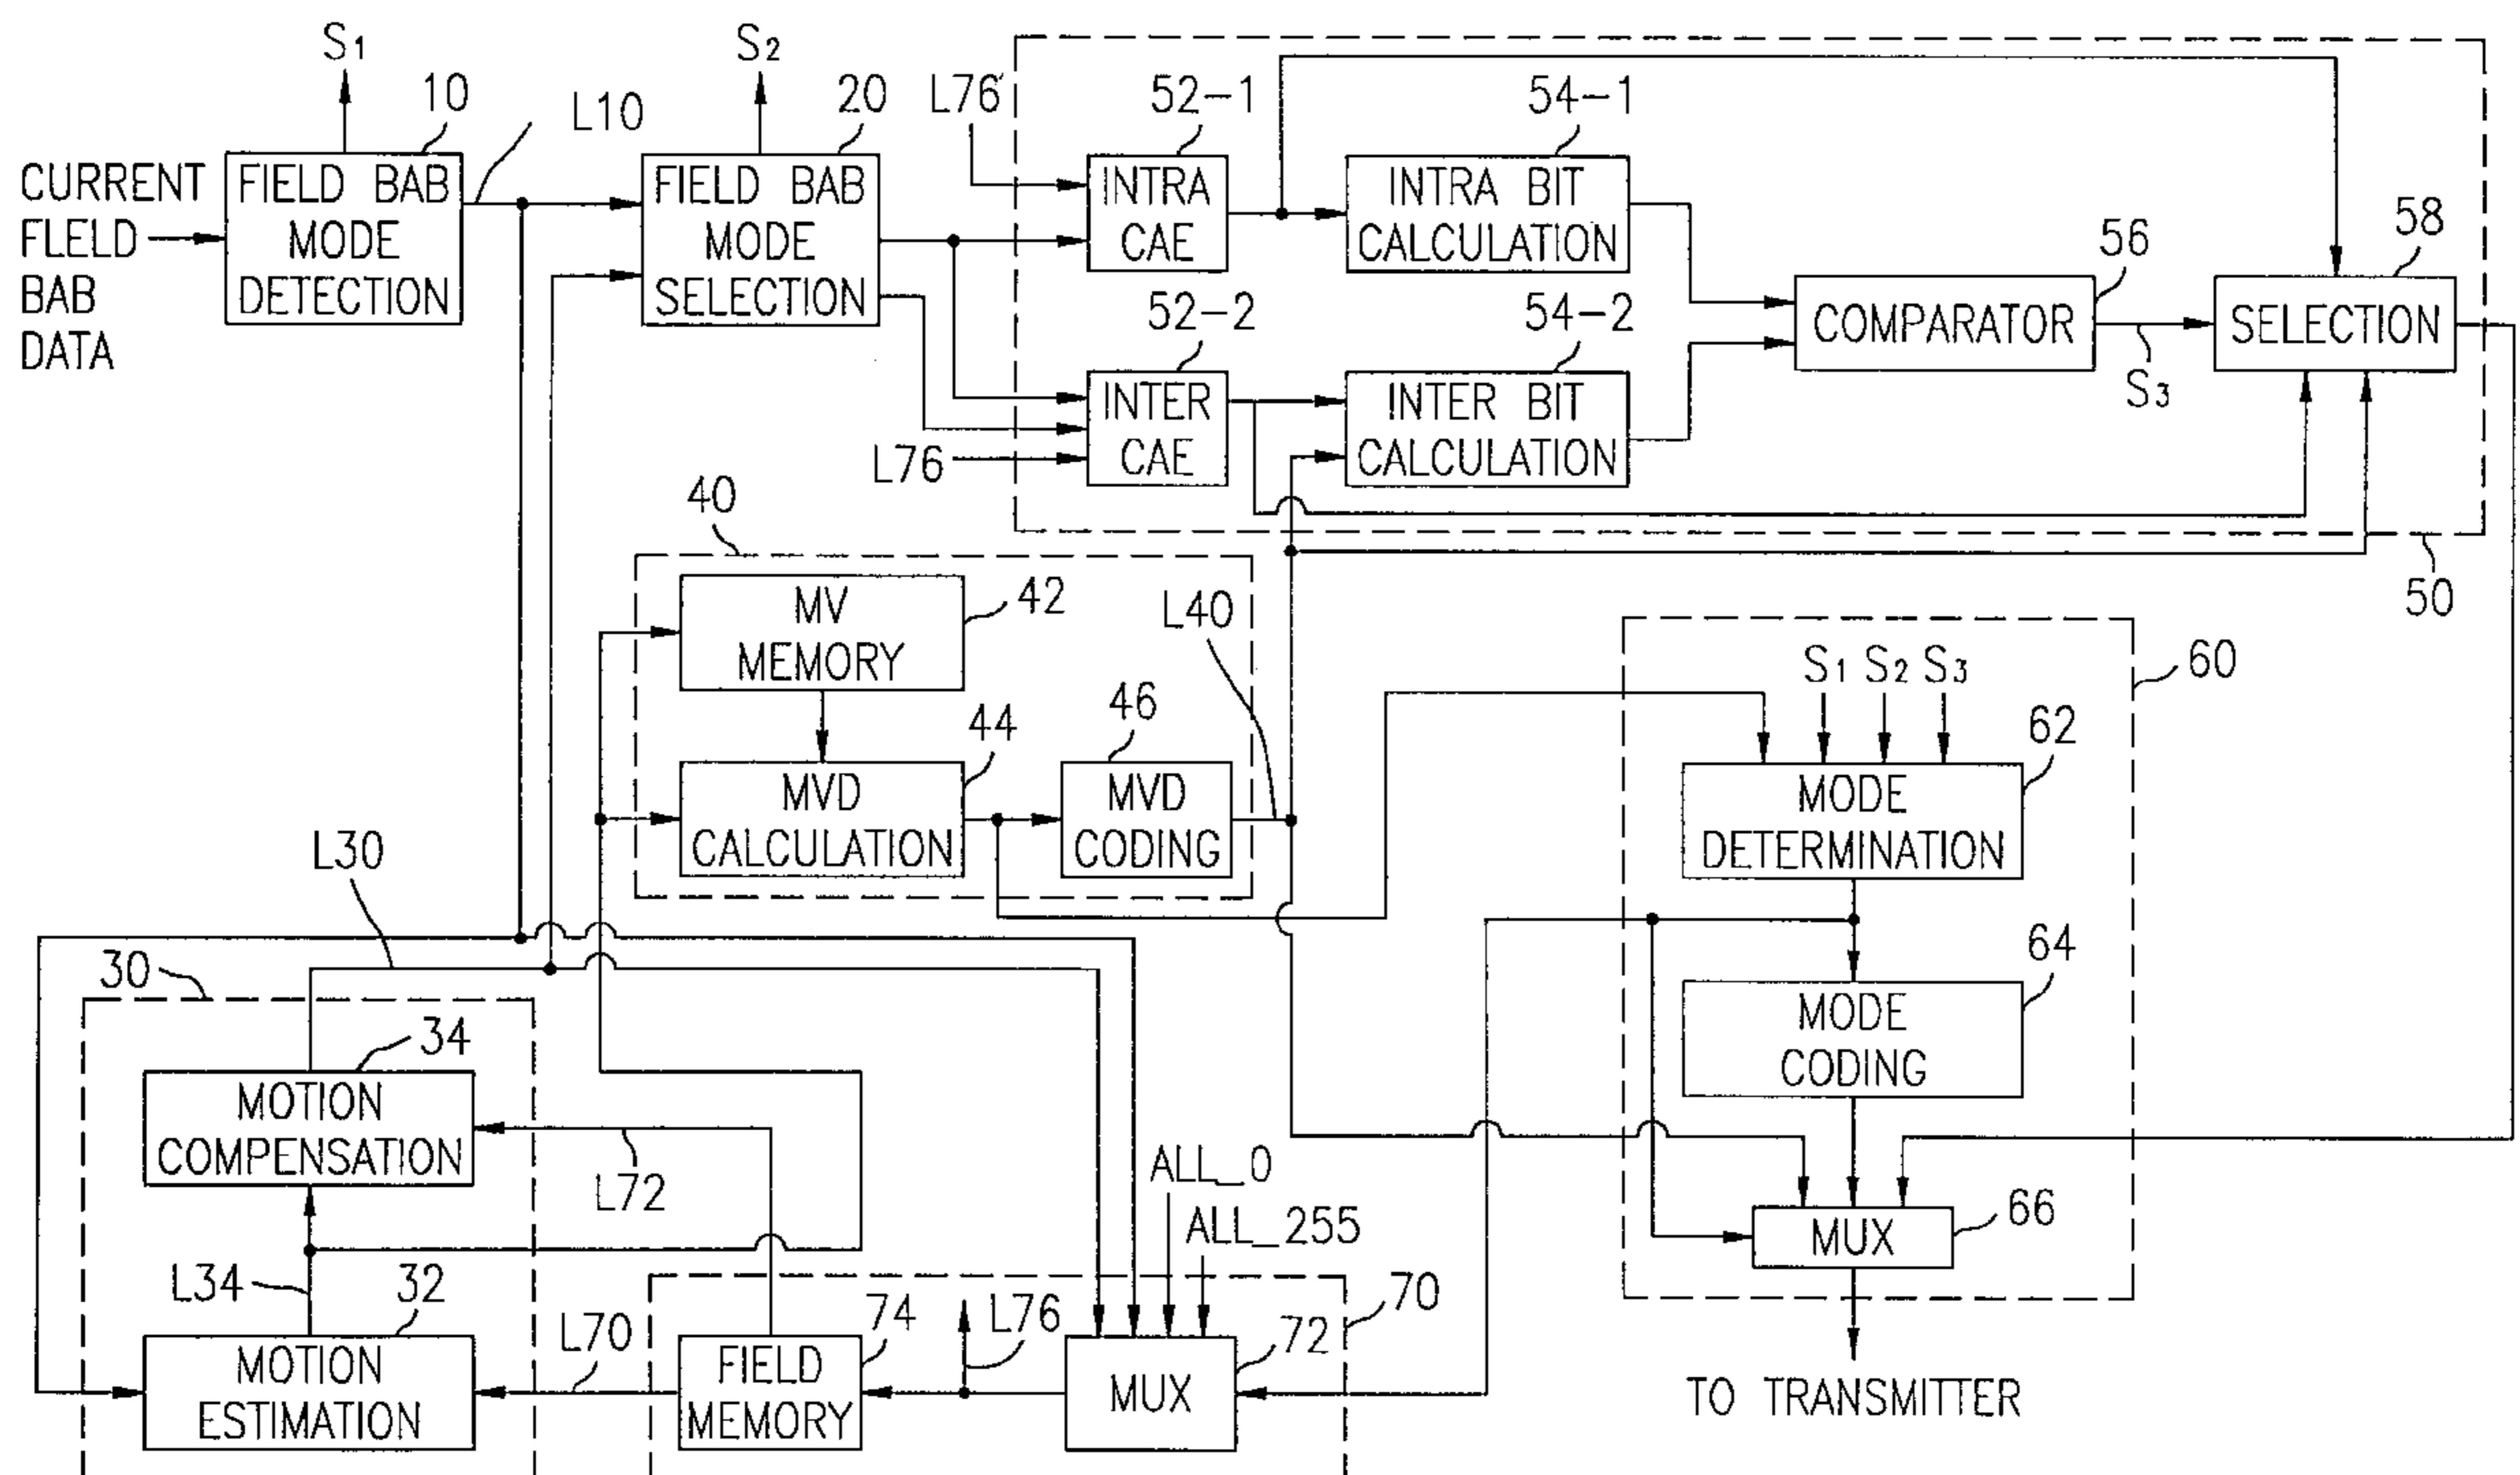 S1
S2
10
L10
20
L76
52-1
54-1
CURRENT
FLELD
BAB
DATA
FIELD BAB
MODE
DETECTION
FIELD BAB
MODE
SELECTION
INTRA
CAE
INTRA BIT
CALCULATION
56
58
52-2
54-2
COMPARATOR
SELECTION
S3
INTER
CAE
INTER BIT
CALCULATION
L76
40
50
MV
MEMORY
42
L40
44
46
MVD
CALCULATION
MVD
CODING
S1 S2 S3
60
62
MODE
DETERMINATION
64
MODE
CODING
L30
30
34
MOTION
COMPENSATION
L72
ALL_0
ALL_255
MUX
66
L34
32
MOTION
ESTIMATION
L70
74
FIELD
MEMORY
L76
70
72
MUX
TO TRANSMITTER